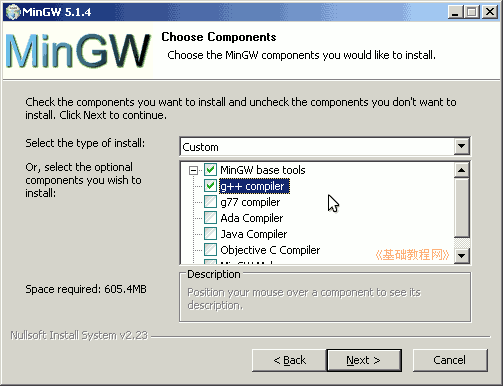 MinGW 5.1.4
MinGW
Choose Components
Choose the MinGW components you would like to install.
Check the components you want to install and uncheck the components you don't want to
install. Click Next to continue.
Select the type of install:
Custom
Or, select the optional
components you wish to
install:
MinGW base tools
g++ compiler
g77 compiler
Ada Compiler
Java Compiler
Objective C Compiler
《基础教程网》
Space required: 605.4MB
Description
Position your mouse over a component to see its
description.
Nullsoft Install System v2.23
< Back
Next >
Cancel